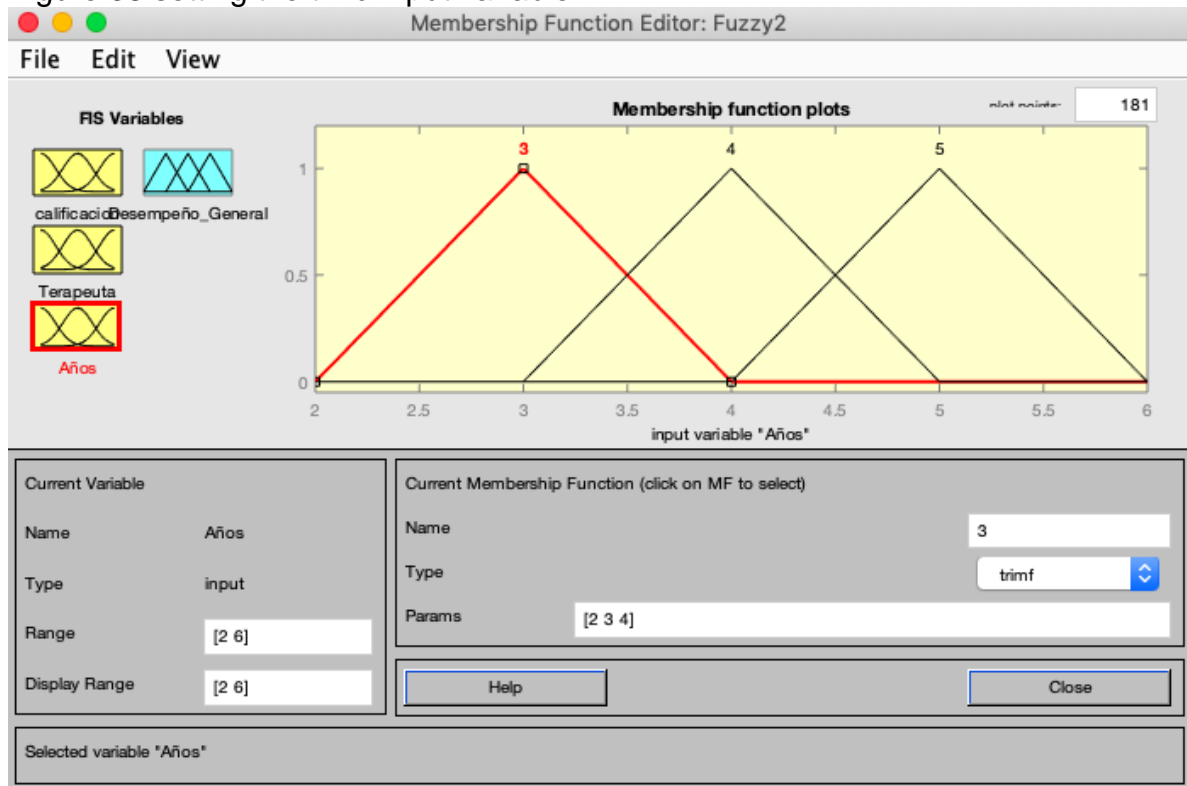 Membership Function Editor: Fuzzy2
File Edit View
FIS Variables
Membership function plots
plot points:
181
Desempeño_General
Terapeuta
Años
3
4
5
1
0.5
0
2
2.5
3
3.5
4
4.5
5
5.5
6
input variable "Años"
Current Variable
Name Años
Type input
Range [2 6]
Display Range [2 6]
Current Membership Function (click on MF to select)
Name 3
Type trimf
Params [2 3 4]
Help Close
Selected variable "Años"